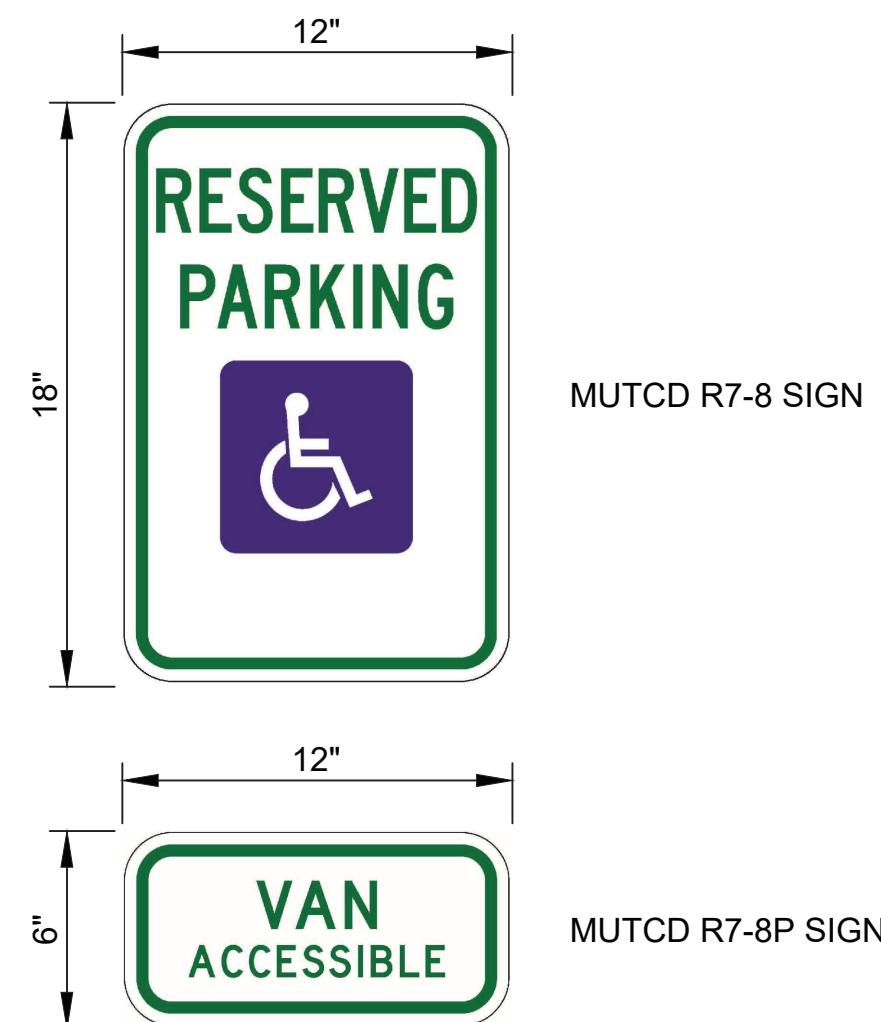 12"
RESERVED
PARKING
18"
MUTCD R7-8 SIGN
12"
VAN
ACCESSIBLE
6"
MUTCD R7-8P SIGN